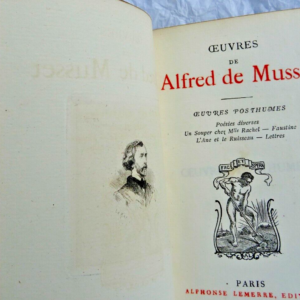 ŒUVRES
DE
Alfred de Muss
ŒUVRES POSTHUMES
Poésies diverses
Un Souper chez Mlle Rachel — Faustine
L'Ane et le Ruisseau — Lettres
PARIS
ALPHONSE LEMERRE, EDIT